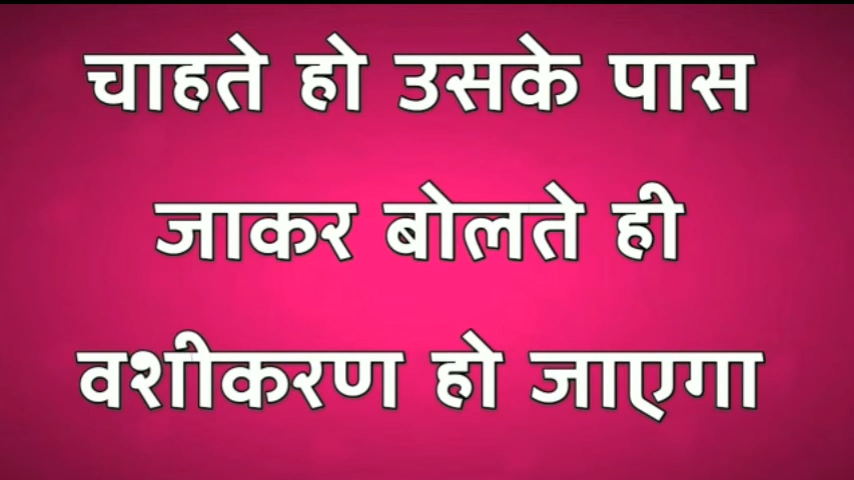 चाहते हो उसके पास
जाकर बोलते ही
वशीकरण हो जाएगा